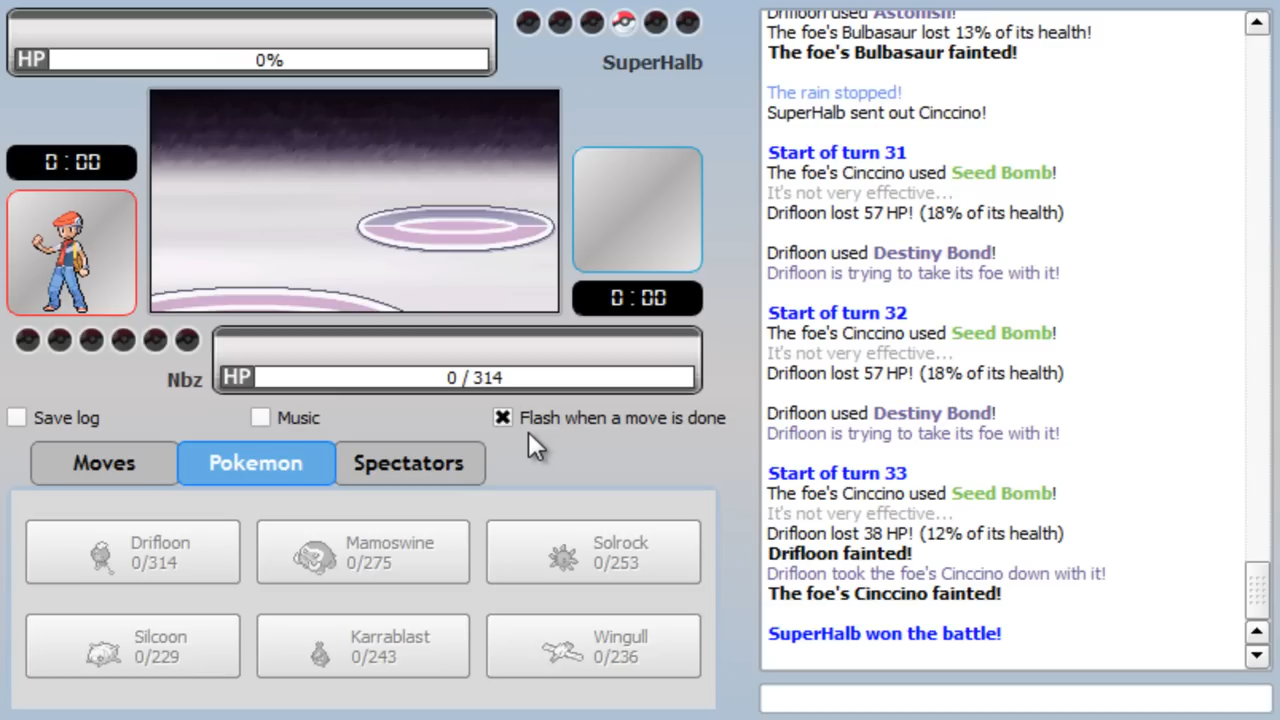 HP 0%
SuperHalb
0:00
0:00
Nbz
HP 0 / 314
Save log
Music
Flash when a move is done
Moves
Pokemon
Spectators
Drifloon
0/314
Mamoswine
0/275
Solrock
0/253
Silcoon
0/229
Karrablast
0/243
Wingull
0/236
Drifloon used Astonish!
The foe's Bulbasaur lost 13% of its health!
The foe's Bulbasaur fainted!
The rain stopped!
SuperHalb sent out Cinccino!
Start of turn 31
The foe's Cinccino used Seed Bomb!
It's not very effective...
Drifloon lost 57 HP! (18% of its health)
Drifloon used Destiny Bond!
Drifloon is trying to take its foe with it!
Start of turn 32
The foe's Cinccino used Seed Bomb!
It's not very effective...
Drifloon lost 57 HP! (18% of its health)
Drifloon used Destiny Bond!
Drifloon is trying to take its foe with it!
Start of turn 33
The foe's Cinccino used Seed Bomb!
It's not very effective...
Drifloon lost 38 HP! (12% of its health)
Drifloon fainted!
Drifloon took the foe's Cinccino down with it!
The foe's Cinccino fainted!
SuperHalb won the battle!